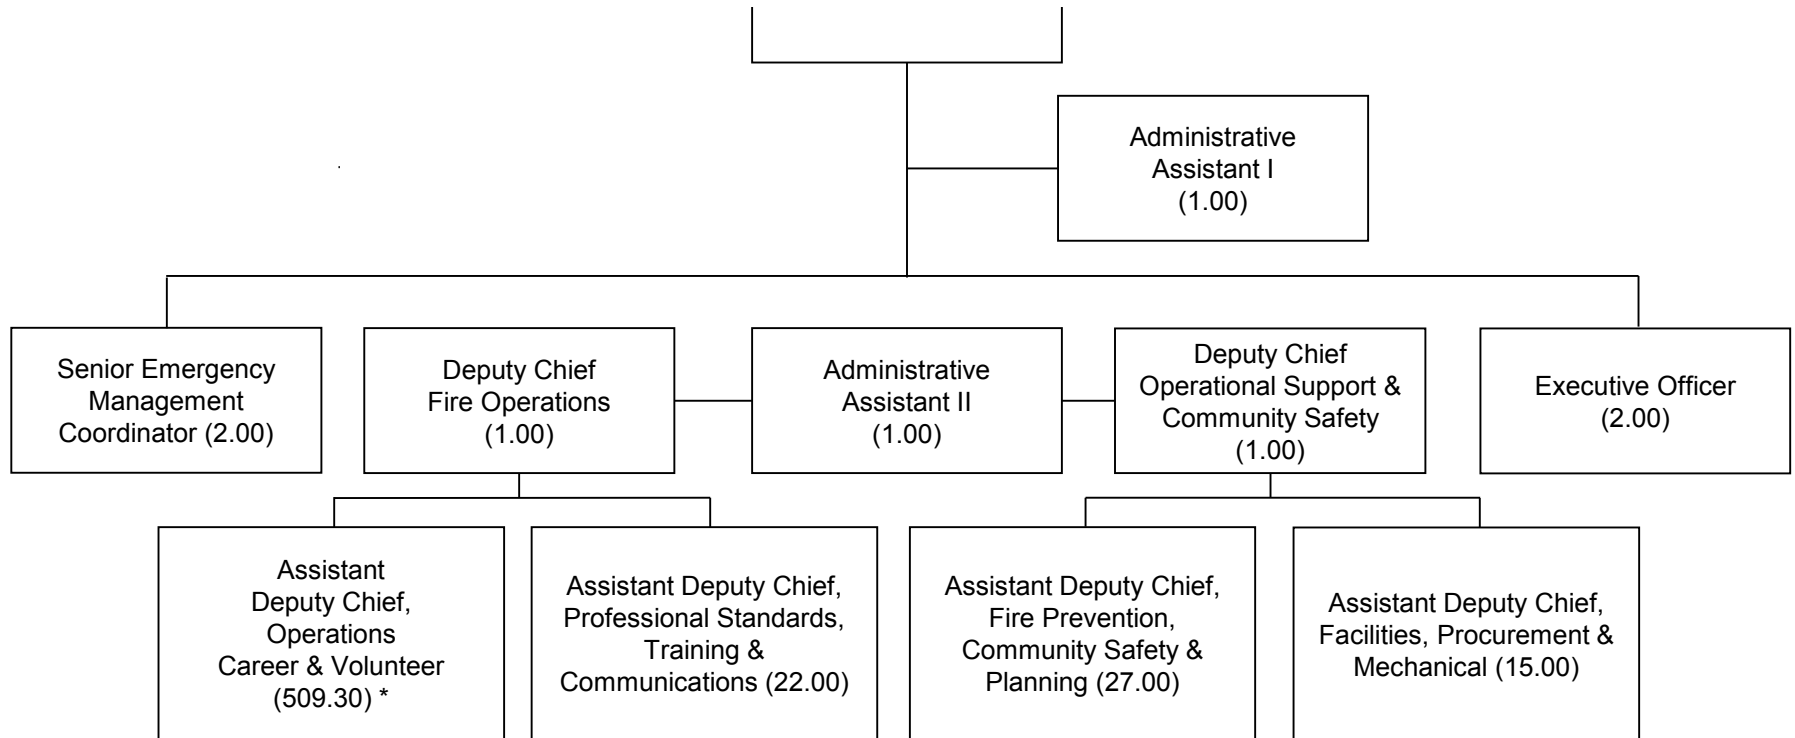 Administrative
Assistant I
(1.00)
Senior Emergency
Management
Coordinator (2.00)
Deputy Chief
Fire Operations
(1.00)
Administrative
Assistant II
(1.00)
Deputy Chief
Operational Support &
Community Safety
(1.00)
Executive Officer
(2.00)
Assistant
Deputy Chief,
Operations
Career & Volunteer
(509.30) *
Assistant Deputy Chief,
Professional Standards,
Training &
Communications (22.00)
Assistant Deputy Chief,
Fire Prevention,
Community Safety &
Planning (27.00)
Assistant Deputy Chief,
Facilities, Procurement &
Mechanical (15.00)